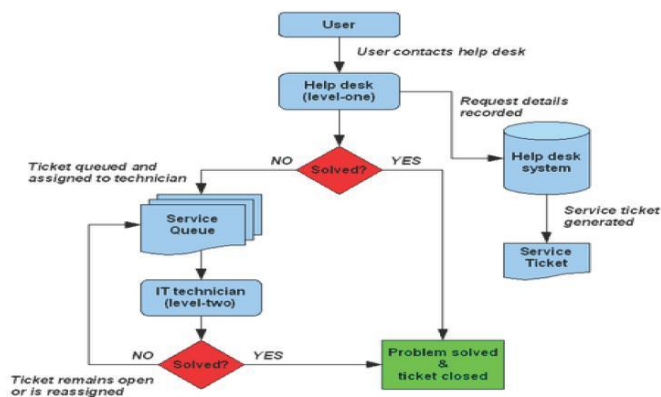 User
User contacts help desk
Help desk
(level-one)
Request details
recorded
Help desk
system
NO
Solved?
YES
Ticket queued and
assigned to technician
Service
Queue
Service ticket
generated
Service
Ticket
IT technician
(level-two)
NO
Solved?
YES
Problem solved
&
ticket closed
Ticket remains open
or is reassigned